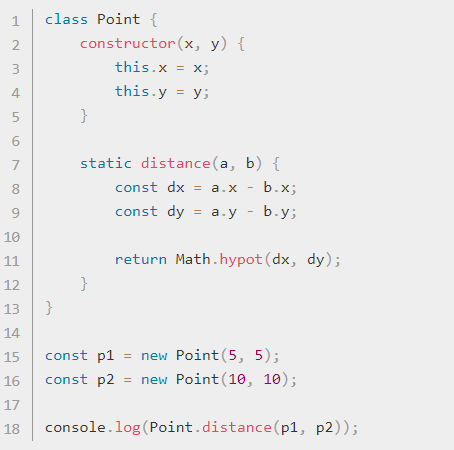 1 class Point {
2     constructor(x, y) {
3         this.x = x;
4         this.y = y;
5     }
6
7     static distance(a, b) {
8         const dx = a.x - b.x;
9         const dy = a.y - b.y;
10
11         return Math.hypot(dx, dy);
12     }
13 }
14
15 const p1 = new Point(5, 5);
16 const p2 = new Point(10, 10);
17
18 console.log(Point.distance(p1, p2));